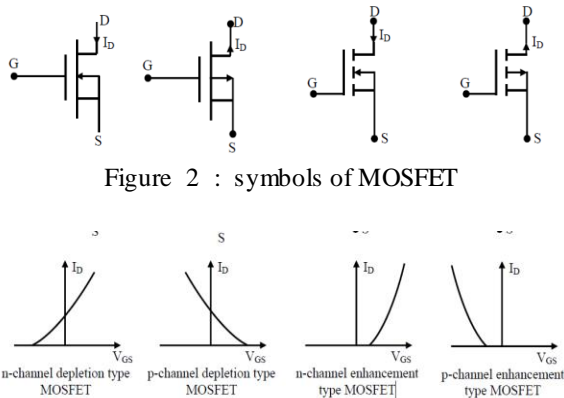 D D D D
I_D I_D I_D I_D
G G G G
S S S S
Figure 2 : symbols of MOSFET
S S
I_D I_D I_D I_D
V_GS V_GS V_GS V_GS
n-channel depletion type MOSFET
p-channel depletion type MOSFET
n-channel enhancement type MOSFET
p-channel enhancement type MOSFET